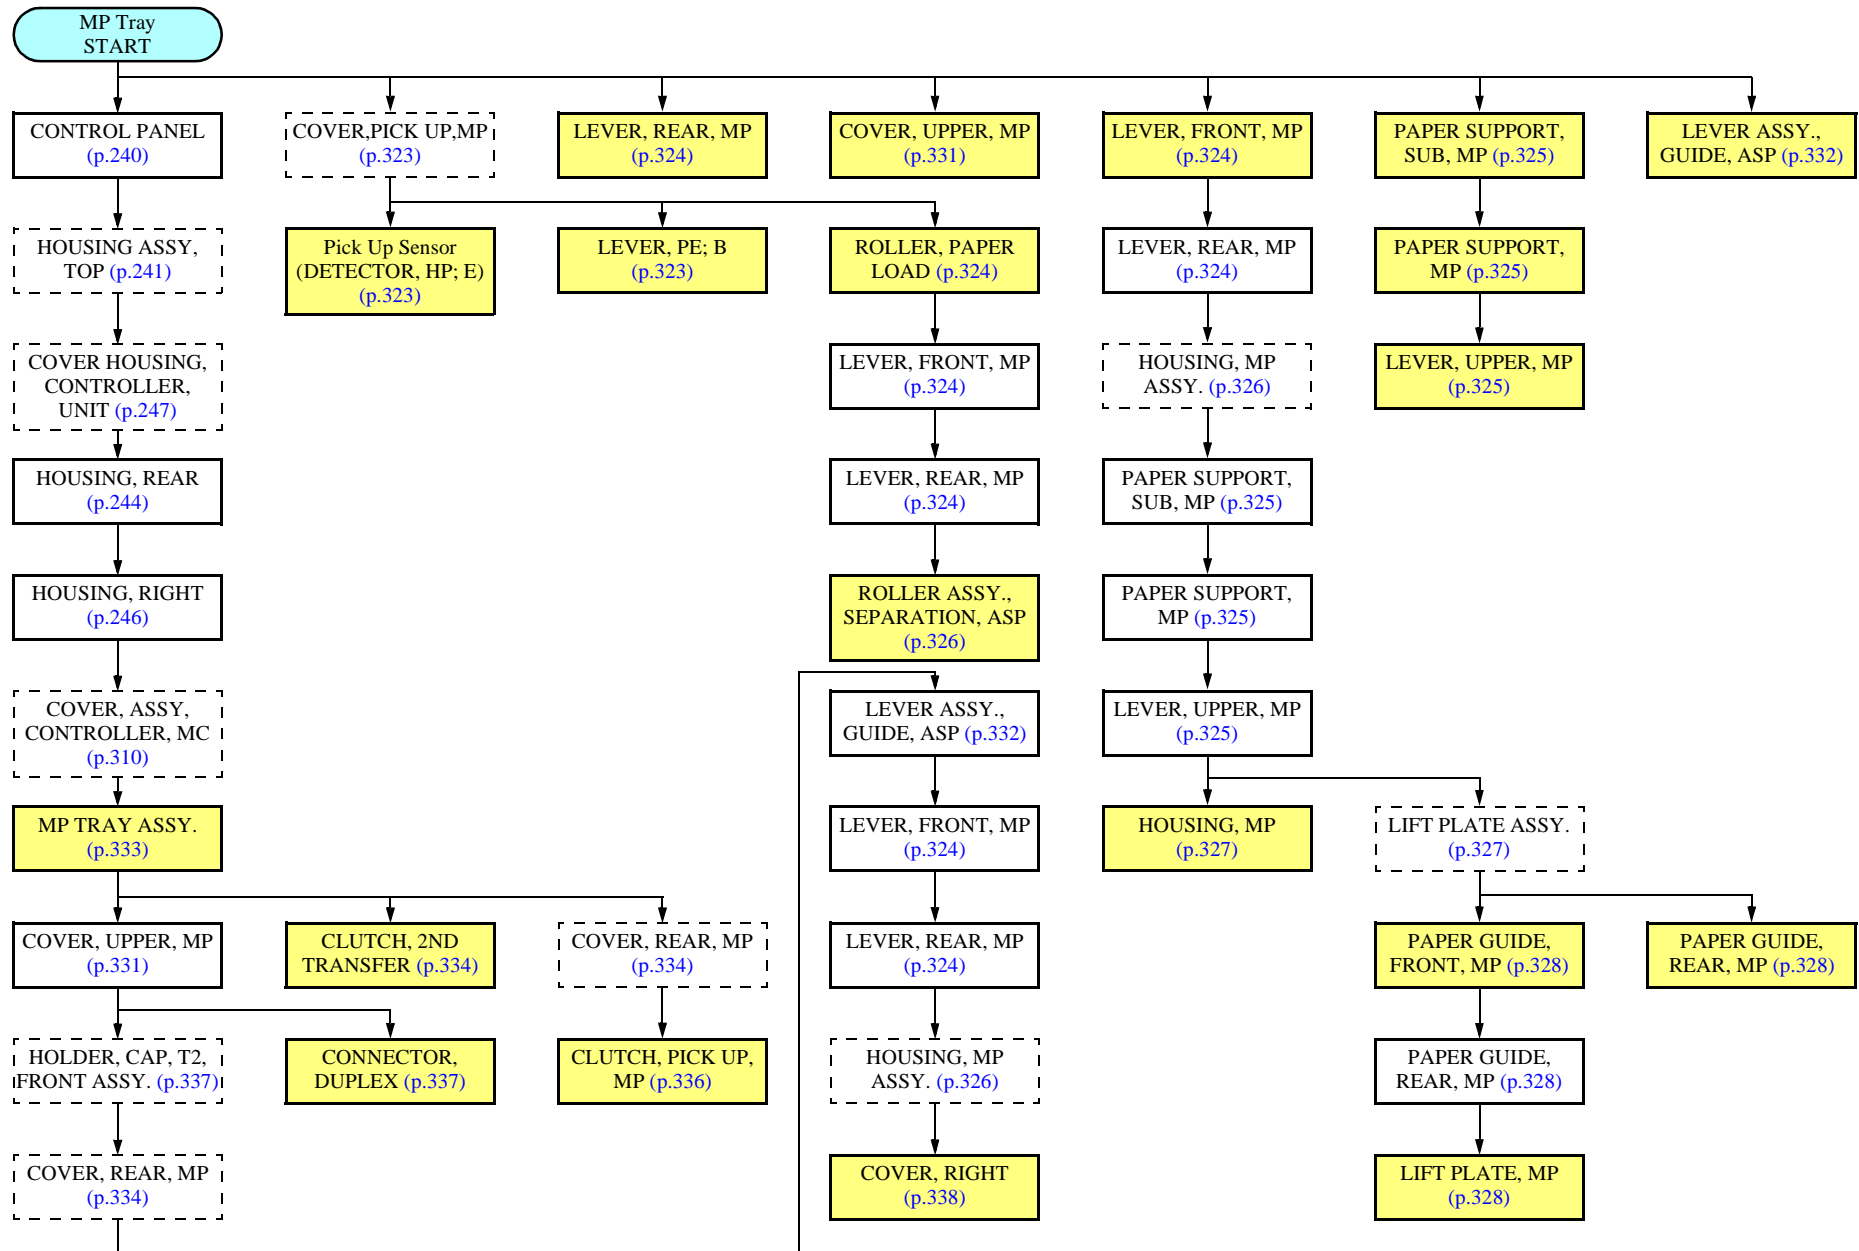 MP Tray
START
CONTROL PANEL
(p.240)
COVER,PICK UP,MP
(p.323)
LEVER, REAR, MP
(p.324)
COVER, UPPER, MP
(p.331)
LEVER, FRONT, MP
(p.324)
PAPER SUPPORT,
SUB, MP (p.325)
LEVER ASSY.,
GUIDE, ASP (p.332)
HOUSING ASSY,
TOP (p.241)
Pick Up Sensor
(DETECTOR, HP; E)
(p.323)
LEVER, PE; B
(p.323)
ROLLER, PAPER
LOAD (p.324)
LEVER, REAR, MP
(p.324)
PAPER SUPPORT,
MP (p.325)
COVER HOUSING,
CONTROLLER,
UNIT (p.247)
LEVER, FRONT, MP
(p.324)
HOUSING, MP
ASSY. (p.326)
LEVER, UPPER, MP
(p.325)
HOUSING, REAR
(p.244)
LEVER, REAR, MP
(p.324)
PAPER SUPPORT,
SUB, MP (p.325)
HOUSING, RIGHT
(p.246)
ROLLER ASSY.,
SEPARATION, ASP
(p.326)
PAPER SUPPORT,
MP (p.325)
COVER, ASSY,
CONTROLLER, MC
(p.310)
LEVER ASSY.,
GUIDE, ASP (p.332)
LEVER, UPPER, MP
(p.325)
MP TRAY ASSY.
(p.333)
LEVER, FRONT, MP
(p.324)
HOUSING, MP
(p.327)
LIFT PLATE ASSY.
(p.327)
COVER, UPPER, MP
(p.331)
CLUTCH, 2ND
TRANSFER (p.334)
COVER, REAR, MP
(p.334)
LEVER, REAR, MP
(p.324)
PAPER GUIDE,
FRONT, MP (p.328)
PAPER GUIDE,
REAR, MP (p.328)
HOLDER, CAP, T2,
FRONT ASSY. (p.337)
CONNECTOR,
DUPLEX (p.337)
CLUTCH, PICK UP,
MP (p.336)
HOUSING, MP
ASSY. (p.326)
PAPER GUIDE,
REAR, MP (p.328)
COVER, REAR, MP
(p.334)
COVER, RIGHT
(p.338)
LIFT PLATE, MP
(p.328)